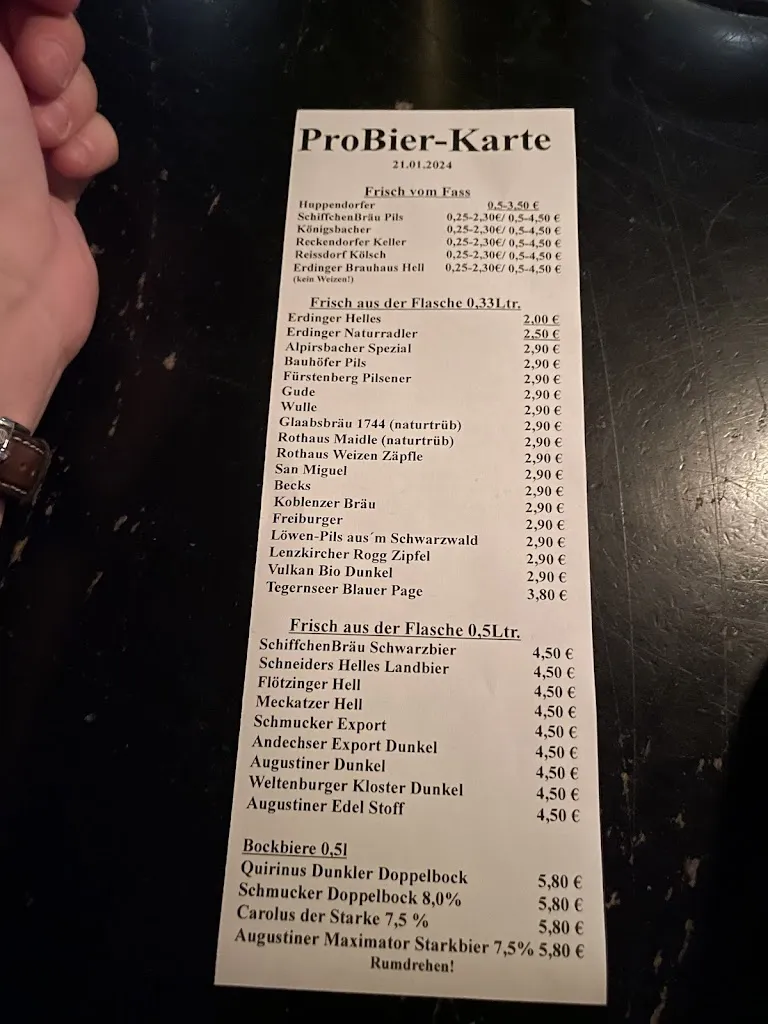 ProBier-Karte
21.01.2024
Frisch vom Fass
Huppendorfer 0,5-3,50 €
SchiffchenBräu Pils 0,25-2,30€/ 0,5-4,50 €
Königsbacher 0,25-2,30€/ 0,5-4,50 €
Reckendorfer Keller 0,25-2,30€/ 0,5-4,50 €
Reissdorf Kölsch 0,25-2,30€/ 0,5-4,50 €
Erdinger Brauhaus Hell 0,25-2,30€/ 0,5-4,50 €
(kein Weizen!)
Frisch aus der Flasche 0,33Ltr.
Erdinger Helles 2,00 €
Erdinger Naturradler 2,50 €
Alpirsbacher Spezial 2,90 €
Bauhöfer Pils 2,90 €
Fürstenberg Pilsener 2,90 €
Gude 2,90 €
Wulle 2,90 €
Glaabsbräu 1744 (naturtrüb) 2,90 €
Rothaus Maidle (naturtrüb) 2,90 €
Rothaus Weizen Zäpfle 2,90 €
San Miguel 2,90 €
Becks 2,90 €
Koblenzer Bräu 2,90 €
Freiburger 2,90 €
Löwen-Pils aus´m Schwarzwald 2,90 €
Lenzkircher Rogg Zipfel 2,90 €
Vulkan Bio Dunkel 2,90 €
Tegernseer Blauer Page 3,80 €
Frisch aus der Flasche 0,5Ltr.
SchiffchenBräu Schwarzbier 4,50 €
Schneiders Helles Landbier 4,50 €
Flötzinger Hell 4,50 €
Meckatzer Hell 4,50 €
Schmucker Export 4,50 €
Andechser Export Dunkel 4,50 €
Augustiner Dunkel 4,50 €
Weltenburger Kloster Dunkel 4,50 €
Augustiner Edel Stoff 4,50 €
Bockbiere 0,5l
Quirinus Dunkler Doppelbock 5,80 €
Schmucker Doppelbock 8,0% 5,80 €
Carolus der Starke 7,5 % 5,80 €
Augustiner Maximator Starkbier 7,5% 5,80 €
Rumdrehen!